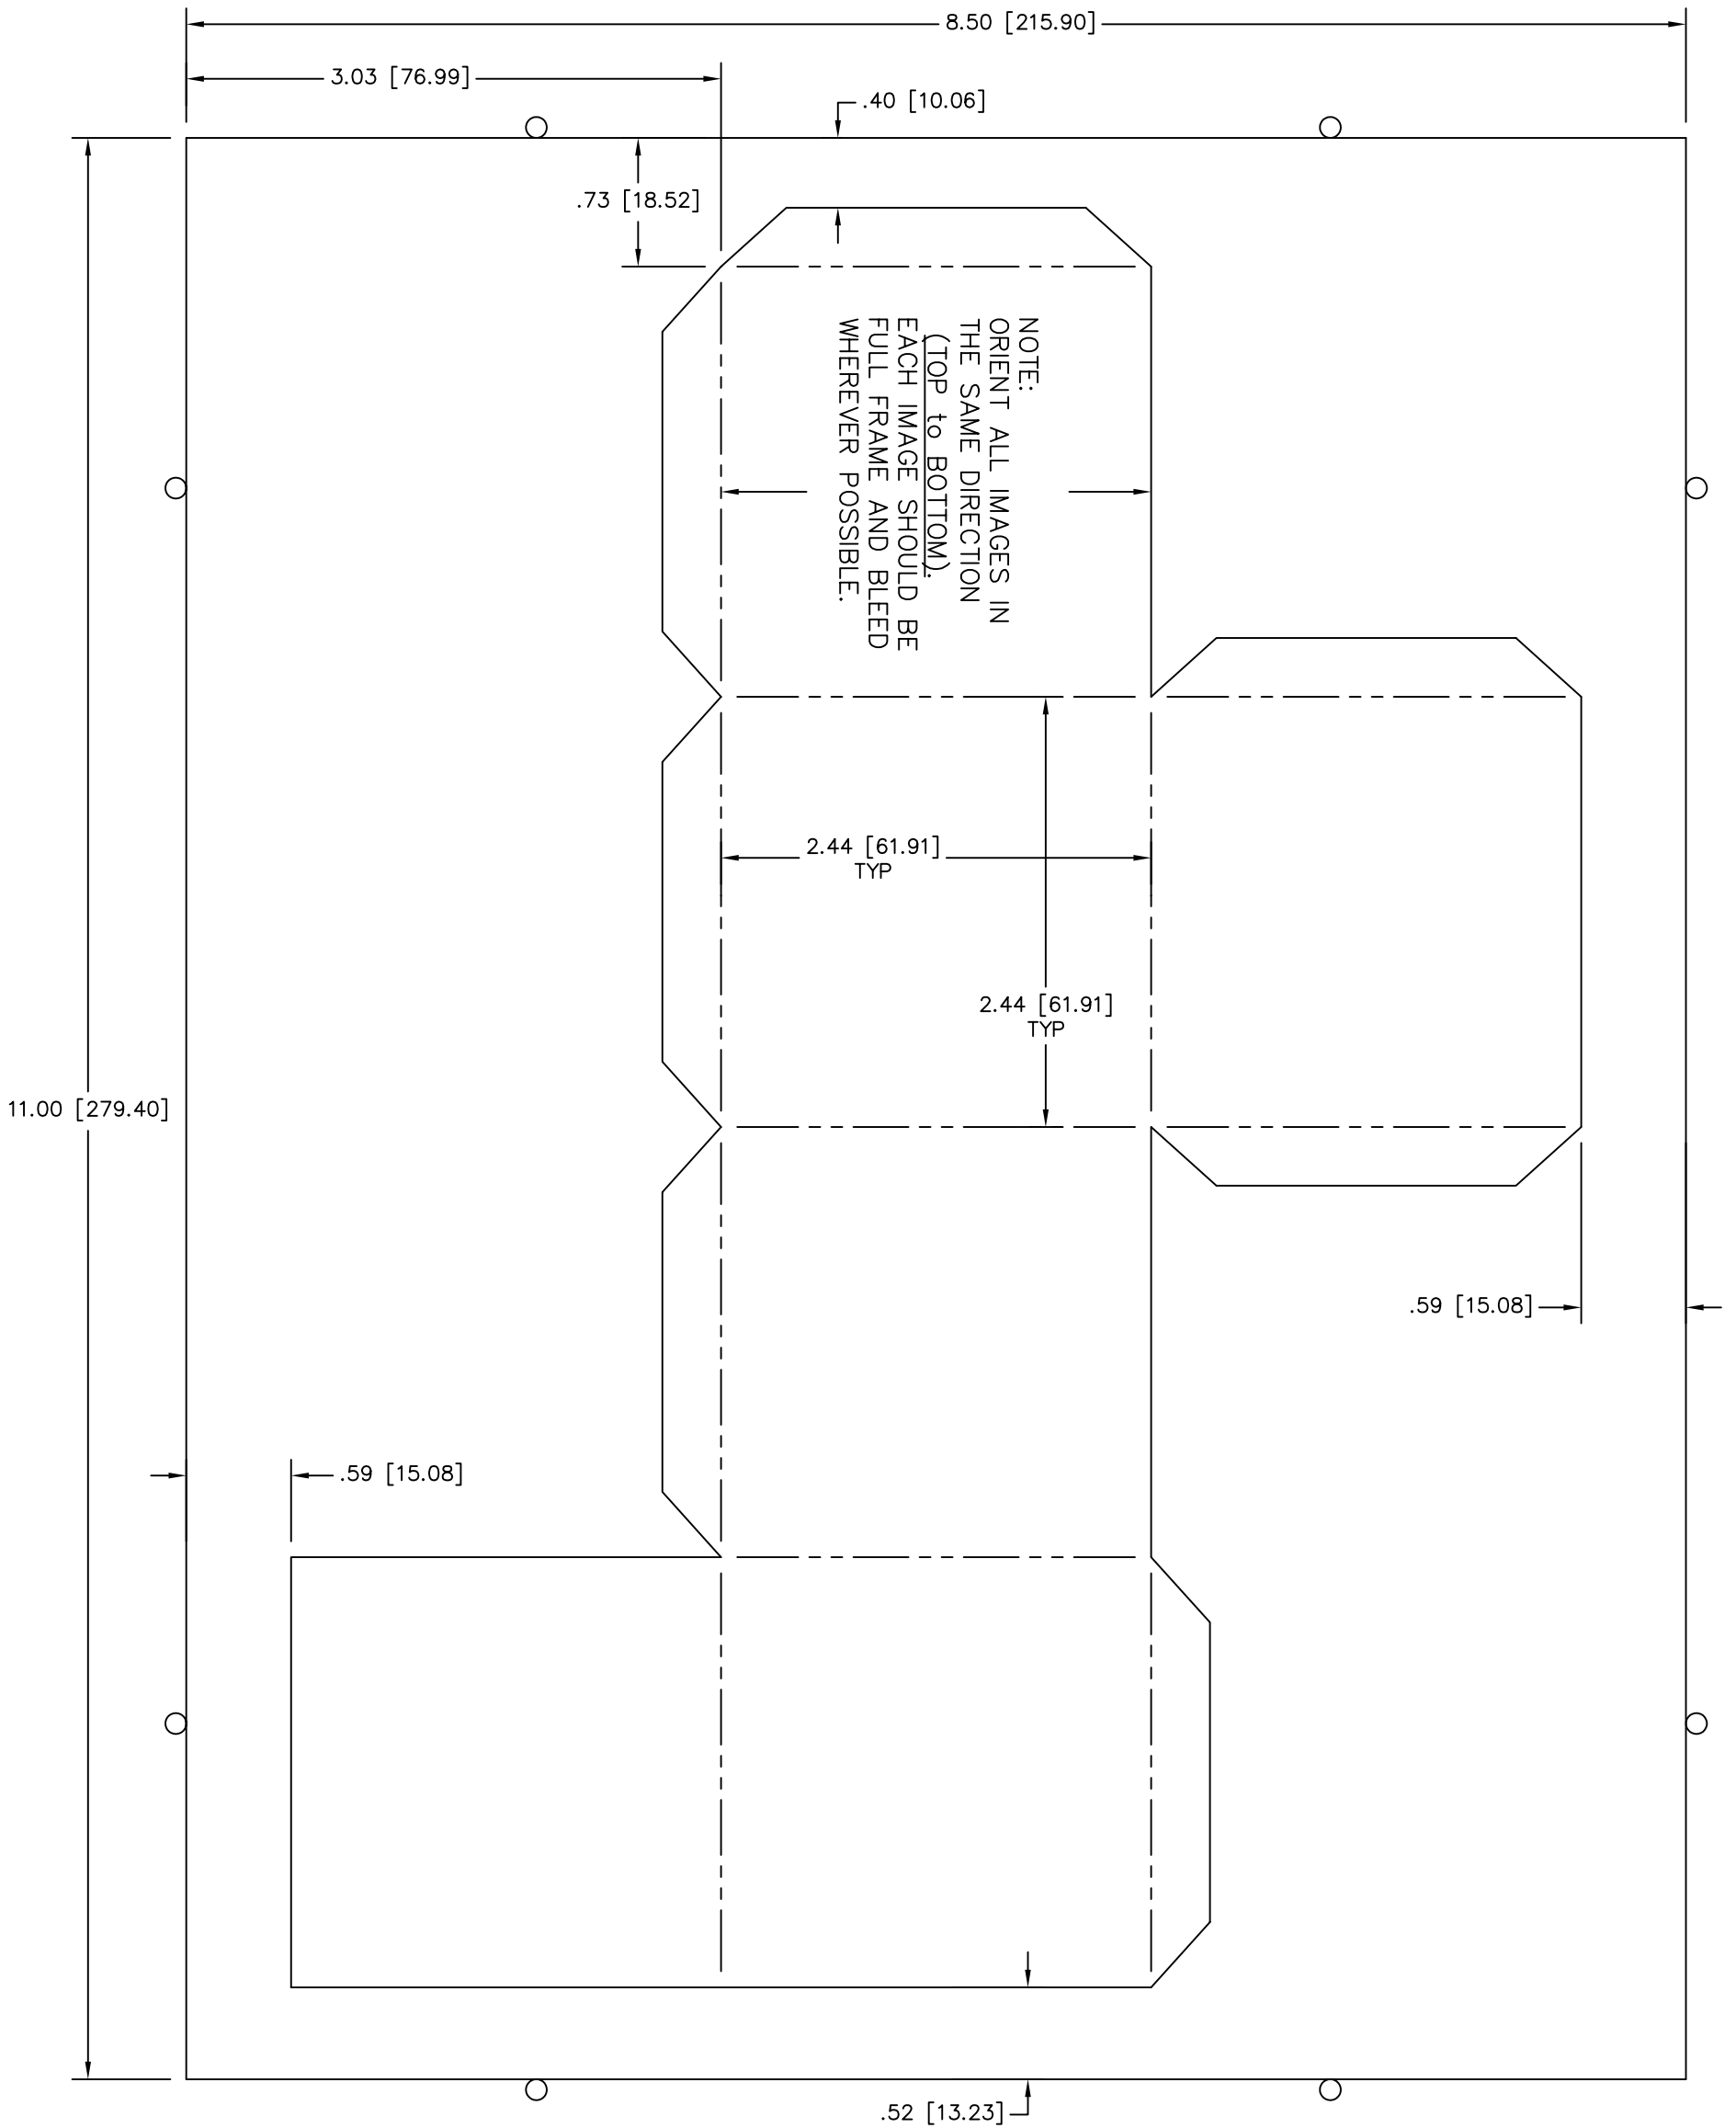 8.50 [215.90]
3.03 [76.99]
.40 [10.06]
.73 [18.52]
NOTE:
ORIENT ALL IMAGES IN
THE SAME DIRECTION
(TOP to BOTTOM).
EACH IMAGE SHOULD BE
FULL FRAME AND BLEED
WHEREVER POSSIBLE.
2.44 [61.91]
TYP
2.44 [61.91]
TYP
11.00 [279.40]
.59 [15.08]
.59 [15.08]
.52 [13.23]